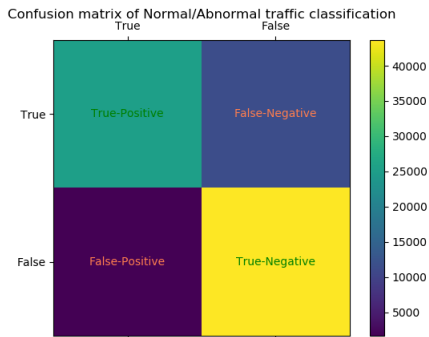 Confusion matrix of Normal/Abnormal traffic classification
True False
True True-Positive False-Negative
False False-Positive True-Negative
40000
35000
30000
25000
20000
15000
10000
5000